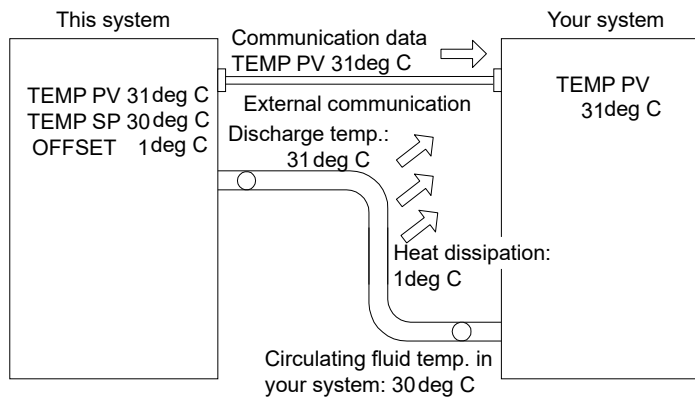 This system
Your system
Communication data
TEMP PV 31deg C
External communication
TEMP PV 31deg C
TEMP SP 30deg C
OFFSET 1deg C
TEMP PV
31deg C
Discharge temp.:
31deg C
Heat dissipation:
1deg C
Circulating fluid temp. in
your system: 30deg C